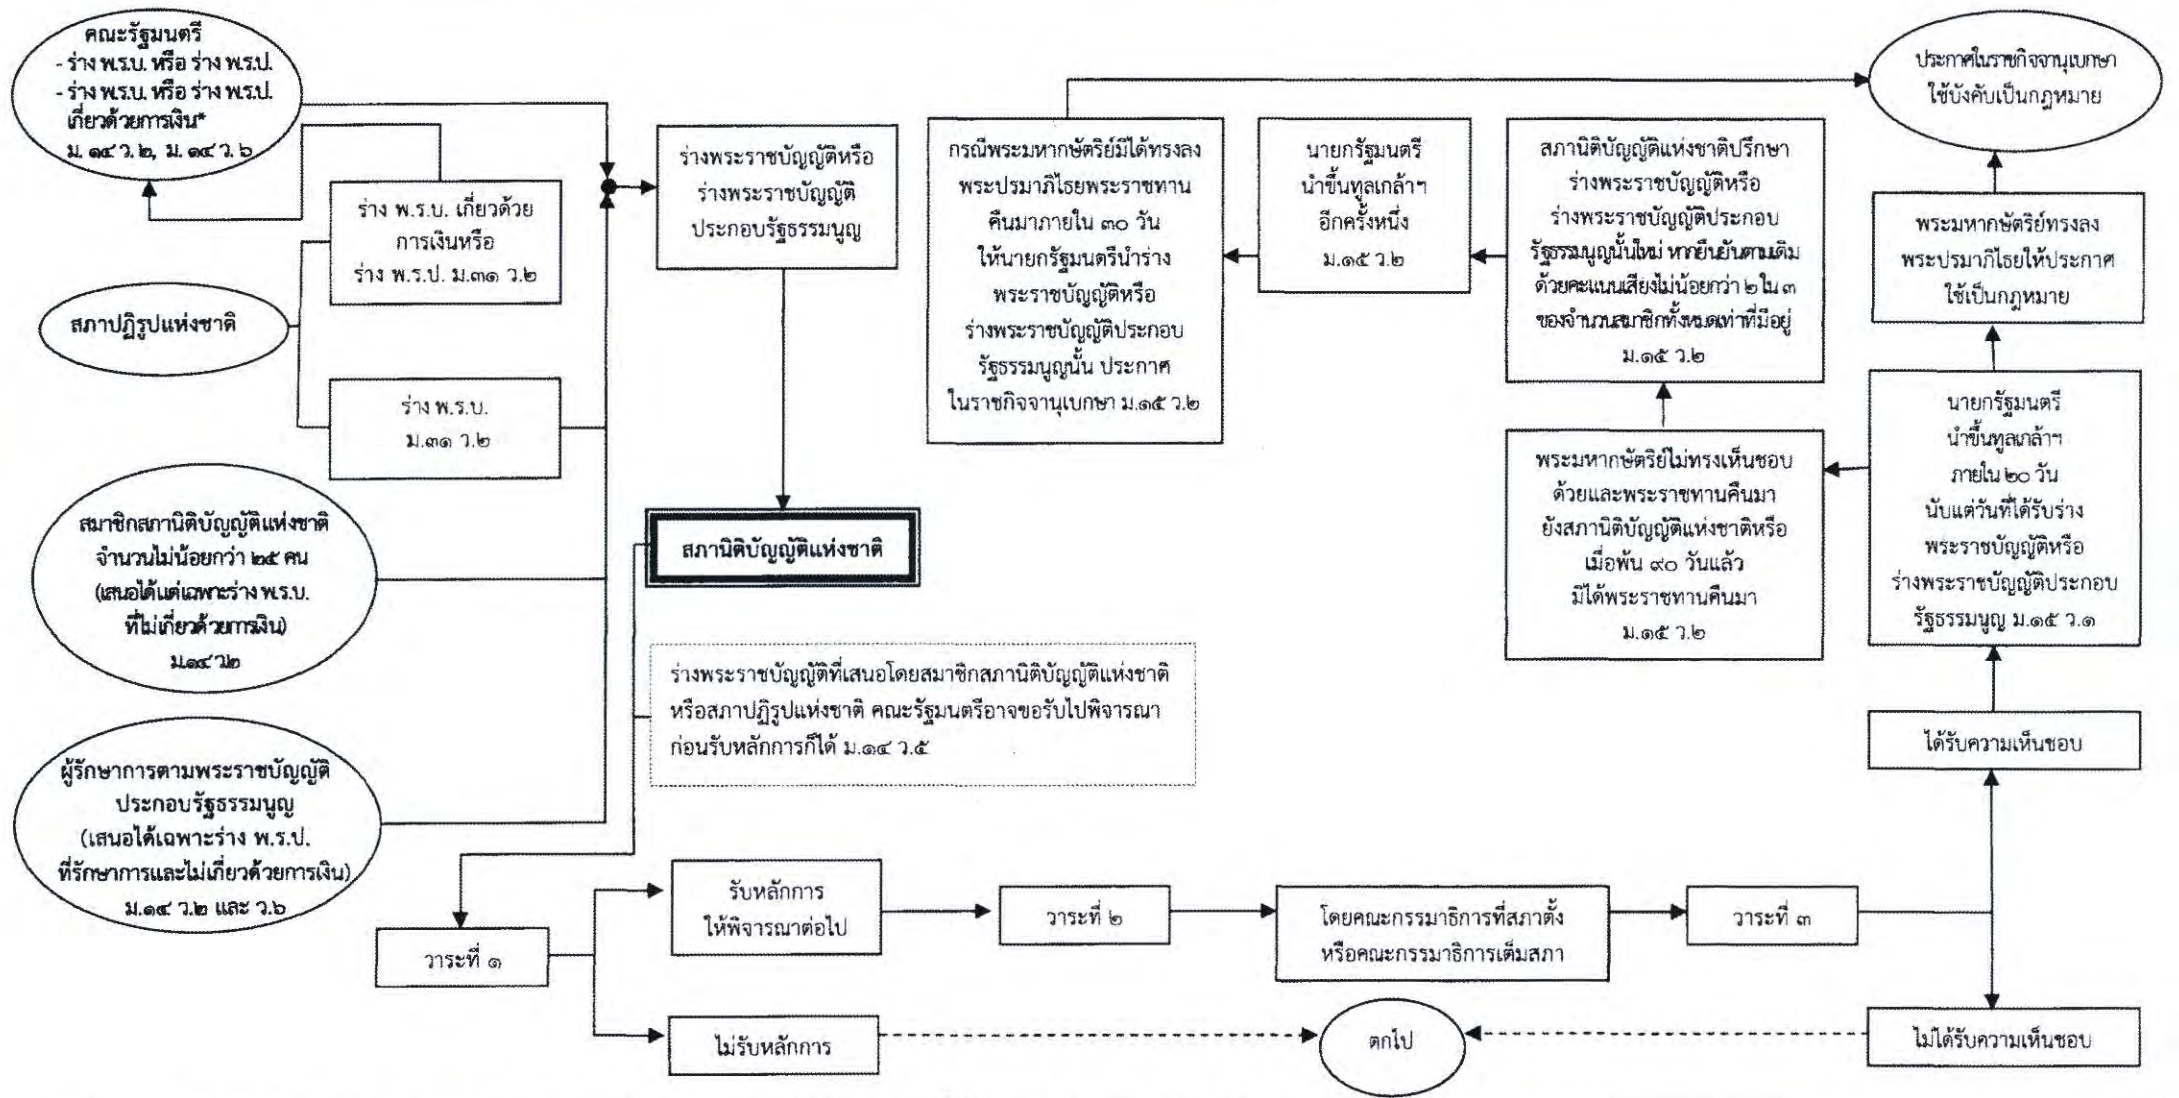 คณะรัฐมนตรี
- ร่าง พ.ร.บ. หรือ ร่าง พ.ร.ป.
- ร่าง พ.ร.บ. หรือ ร่าง พ.ร.ป.
เกี่ยวด้วยการเงิน*
ม. ๑๔ ว. ๒, ม. ๑๔ ว. ๖
ร่าง พ.ร.บ. เกี่ยวด้วย
การเงินหรือ
ร่าง พ.ร.ป. ม.๓๑ ว.๒
สภาปฏิรูปแห่งชาติ
ร่าง พ.ร.บ.
ม.๓๑ ว.๒
สมาชิกสภานิติบัญญัติแห่งชาติ
จำนวนไม่น้อยกว่า ๒๕ คน
(เสนอได้แต่เฉพาะร่าง พ.ร.บ.
ที่ไม่เกี่ยวด้วยการเงิน)
ม.๑๔ ว.๒
ผู้รักษาการตามพระราชบัญญัติ
ประกอบรัฐธรรมนูญ
(เสนอได้เฉพาะร่าง พ.ร.ป.
ที่รักษาการและไม่เกี่ยวด้วยการเงิน)
ม.๑๔ ว.๒ และ ว.๖
ร่างพระราชบัญญัติหรือ
ร่างพระราชบัญญัติ
ประกอบรัฐธรรมนูญ
สภานิติบัญญัติแห่งชาติ
ร่างพระราชบัญญัติที่เสนอโดยสมาชิกสภานิติบัญญัติแห่งชาติ
หรือสภาปฏิรูปแห่งชาติ คณะรัฐมนตรีอาจขอรับไปพิจารณา
ก่อนรับหลักการก็ได้ ม.๑๔ ว.๕
วาระที่ ๑
รับหลักการ
ให้พิจารณาต่อไป
ไม่รับหลักการ
วาระที่ ๒
โดยคณะกรรมาธิการที่สภาตั้ง
หรือคณะกรรมาธิการเต็มสภา
วาระที่ ๓
ตกไป
ไม่ได้รับความเห็นชอบ
ได้รับความเห็นชอบ
นายกรัฐมนตรี
นำขึ้นทูลเกล้าฯ
ภายใน ๒๐ วัน
นับแต่วันที่ได้รับร่าง
พระราชบัญญัติหรือ
ร่างพระราชบัญญัติประกอบ
รัฐธรรมนูญ ม.๑๕ ว.๑
พระมหากษัตริย์ทรงลง
พระปรมาภิไธยให้ประกาศ
ใช้เป็นกฎหมาย
ประกาศในราชกิจจานุเบกษา
ใช้บังคับเป็นกฎหมาย
พระมหากษัตริย์ไม่ทรงเห็นชอบ
ด้วยและพระราชทานคืนมา
ยังสภานิติบัญญัติแห่งชาติหรือ
เมื่อพ้น ๙๐ วันแล้ว
มิได้พระราชทานคืนมา
ม.๑๕ ว.๒
สภานิติบัญญัติแห่งชาติปรึกษา
ร่างพระราชบัญญัติหรือ
ร่างพระราชบัญญัติประกอบ
รัฐธรรมนูญนั้นใหม่ หากยืนยันตามเดิม
ด้วยคะแนนเสียงไม่น้อยกว่า ๒ ใน ๓
ของจำนวนสมาชิกทั้งหมดเท่าที่มีอยู่
ม.๑๕ ว.๒
นายกรัฐมนตรี
นำขึ้นทูลเกล้าฯ
อีกครั้งหนึ่ง
ม.๑๕ ว.๒
กรณีพระมหากษัตริย์มิได้ทรงลง
พระปรมาภิไธยพระราชทาน
คืนมาภายใน ๓๐ วัน
ให้นายกรัฐมนตรีนำร่าง
พระราชบัญญัติหรือ
ร่างพระราชบัญญัติประกอบ
รัฐธรรมนูญนั้น ประกาศ
ในราชกิจจานุเบกษา ม.๑๕ ว.๒